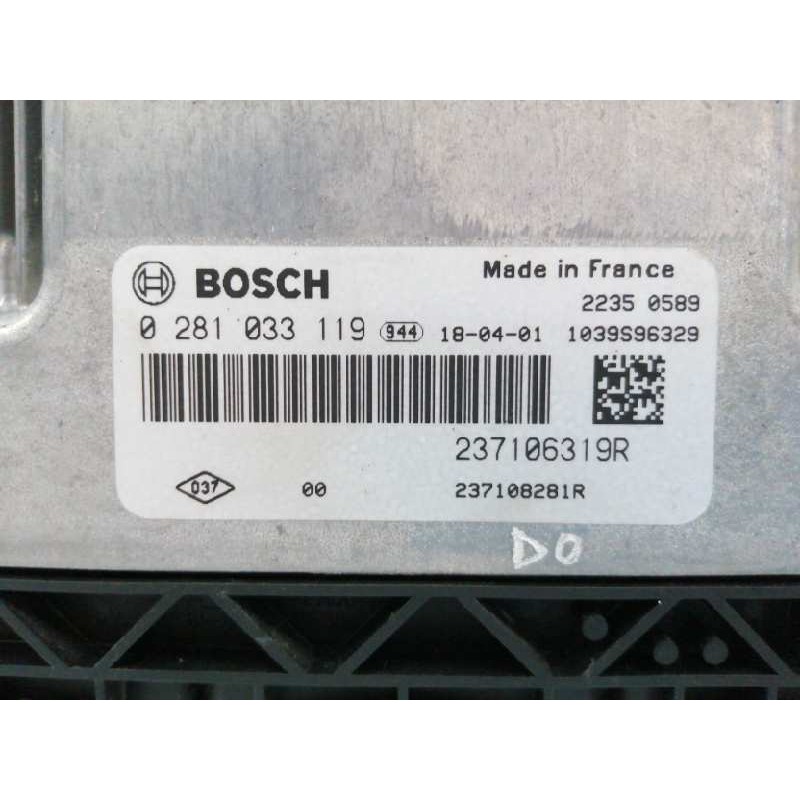 BOSCH
Made in France
2235 0589
0 281 033 119 944 18-04-01 1039S96329
237106319R
037 00 237108281R
DO